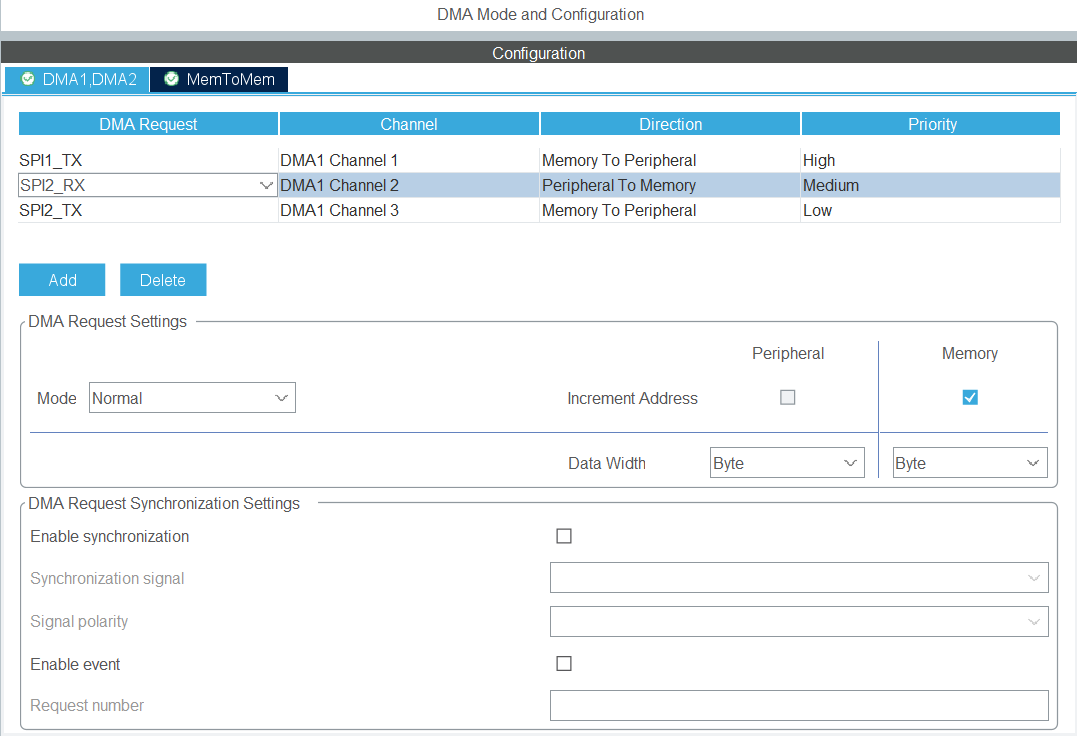 DMA Mode and Configuration
Configuration
DMA1,DMA2 MemToMem
DMA Request Channel Direction Priority
SPI1_TX DMA1 Channel 1 Memory To Peripheral High
SPI2_RX DMA1 Channel 2 Peripheral To Memory Medium
SPI2_TX DMA1 Channel 3 Memory To Peripheral Low
Add Delete
DMA Request Settings
Peripheral Memory
Mode Normal Increment Address
Data Width Byte Byte
DMA Request Synchronization Settings
Enable synchronization
Synchronization signal
Signal polarity
Enable event
Request number